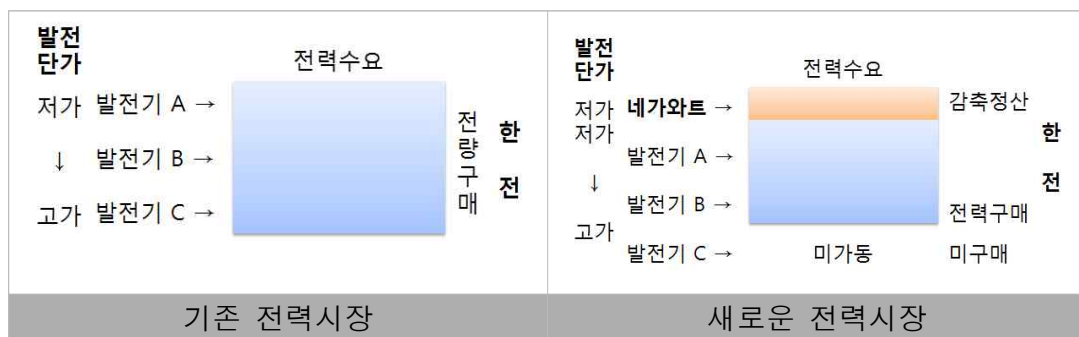 발전
단가
전력수요
저가 발전기 A →
↓ 발전기 B →
고가 발전기 C →
전량구매
한전
기존 전력시장
발전
단가
전력수요
저가 네가와트 → 감축정산
저가
발전기 A →
↓
발전기 B → 전력구매
고가
발전기 C → 미가동 미구매
한전
새로운 전력시장